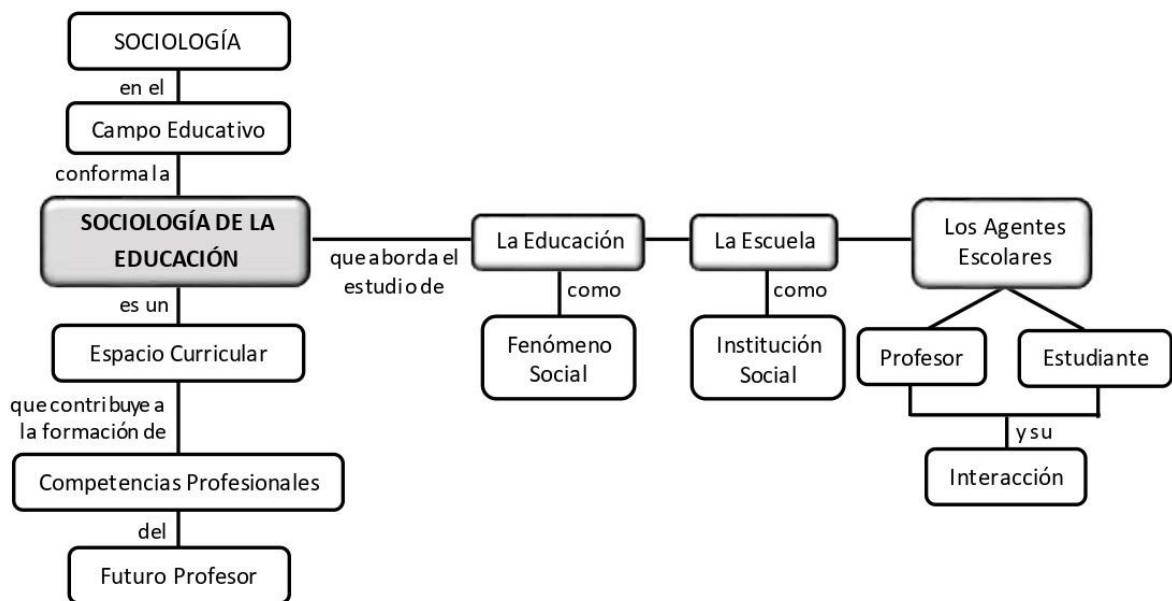 SOCIOLOGÍA
en el
Campo Educativo
conforma la
SOCIOLOGÍA DE LA
EDUCACIÓN
que aborda el
estudio de
La Educación
como
Fenómeno
Social
La Escuela
como
Institución
Social
Los Agentes
Escolares
Profesor
Estudiante
y su
Interacción
es un
Espacio Curricular
que contribuye a
la formación de
Competencias Profesionales
del
Futuro Profesor